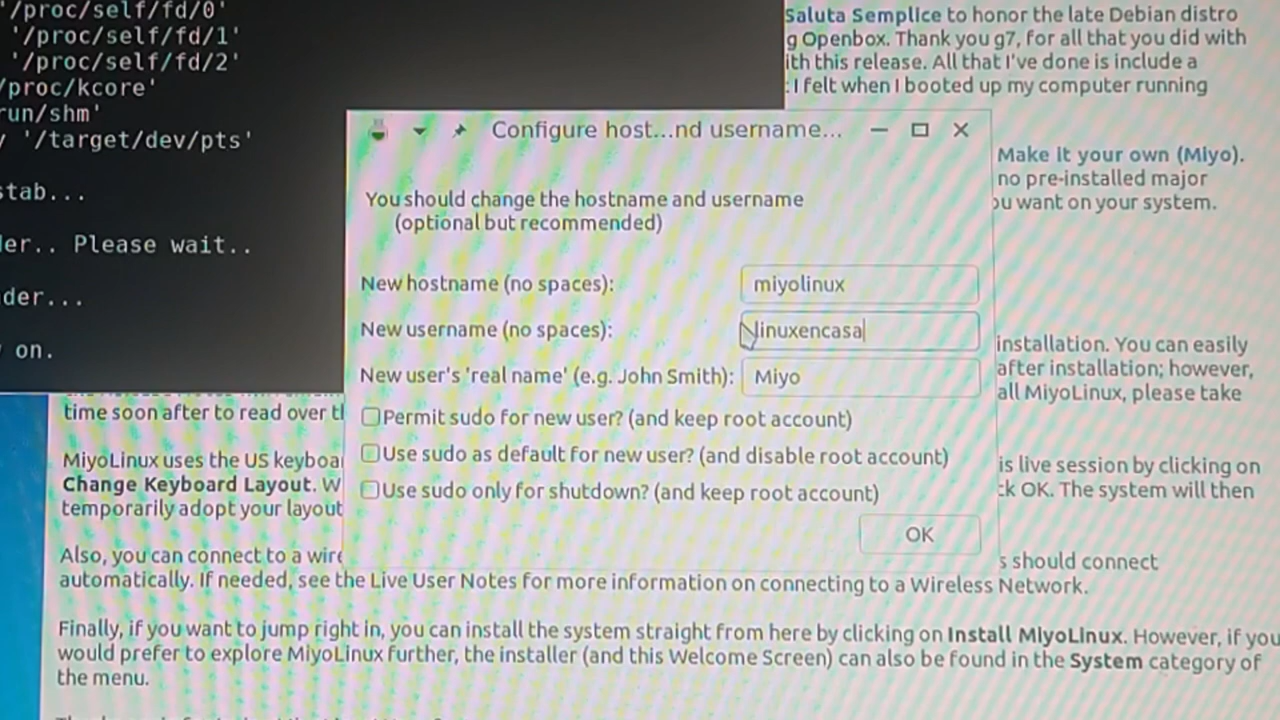 '/proc/self/fd/0'
'/proc/self/fd/1'
'/proc/self/fd/2'
/proc/kcore'
run/shm'
'/target/dev/pts'
stab...
der.. Please wait..
der...
on.
Saluta Semplice to honor the late Debian distro
g Openbox. Thank you g7, for all that you did with
ith this release. All that I've done is include a
I felt when I booted up my computer running
Make it your own (Miyo).
no pre-installed major
ou want on your system.
installation. You can easily
after installation; however,
all MiyoLinux, please take
is live session by clicking on
ck OK. The system will then
s should connect
Configure host...nd username...
You should change the hostname and username
(optional but recommended)
New hostname (no spaces): miyolinux
New username (no spaces): linuxencasa
New user's 'real name' (e.g. John Smith): Miyo
Permit sudo for new user? (and keep root account)
Use sudo as default for new user? (and disable root account)
Use sudo only for shutdown? (and keep root account)
OK
time soon after to read over th
MiyoLinux uses the US keyboa
Change Keyboard Layout. W
temporarily adopt your layout
Also, you can connect to a wire
automatically. If needed, see the Live User Notes for more information on connecting to a Wireless Network.
Finally, if you want to jump right in, you can install the system straight from here by clicking on Install MiyoLinux. However, if you
would prefer to explore MiyoLinux further, the installer (and this Welcome Screen) can also be found in the System category of
the menu.